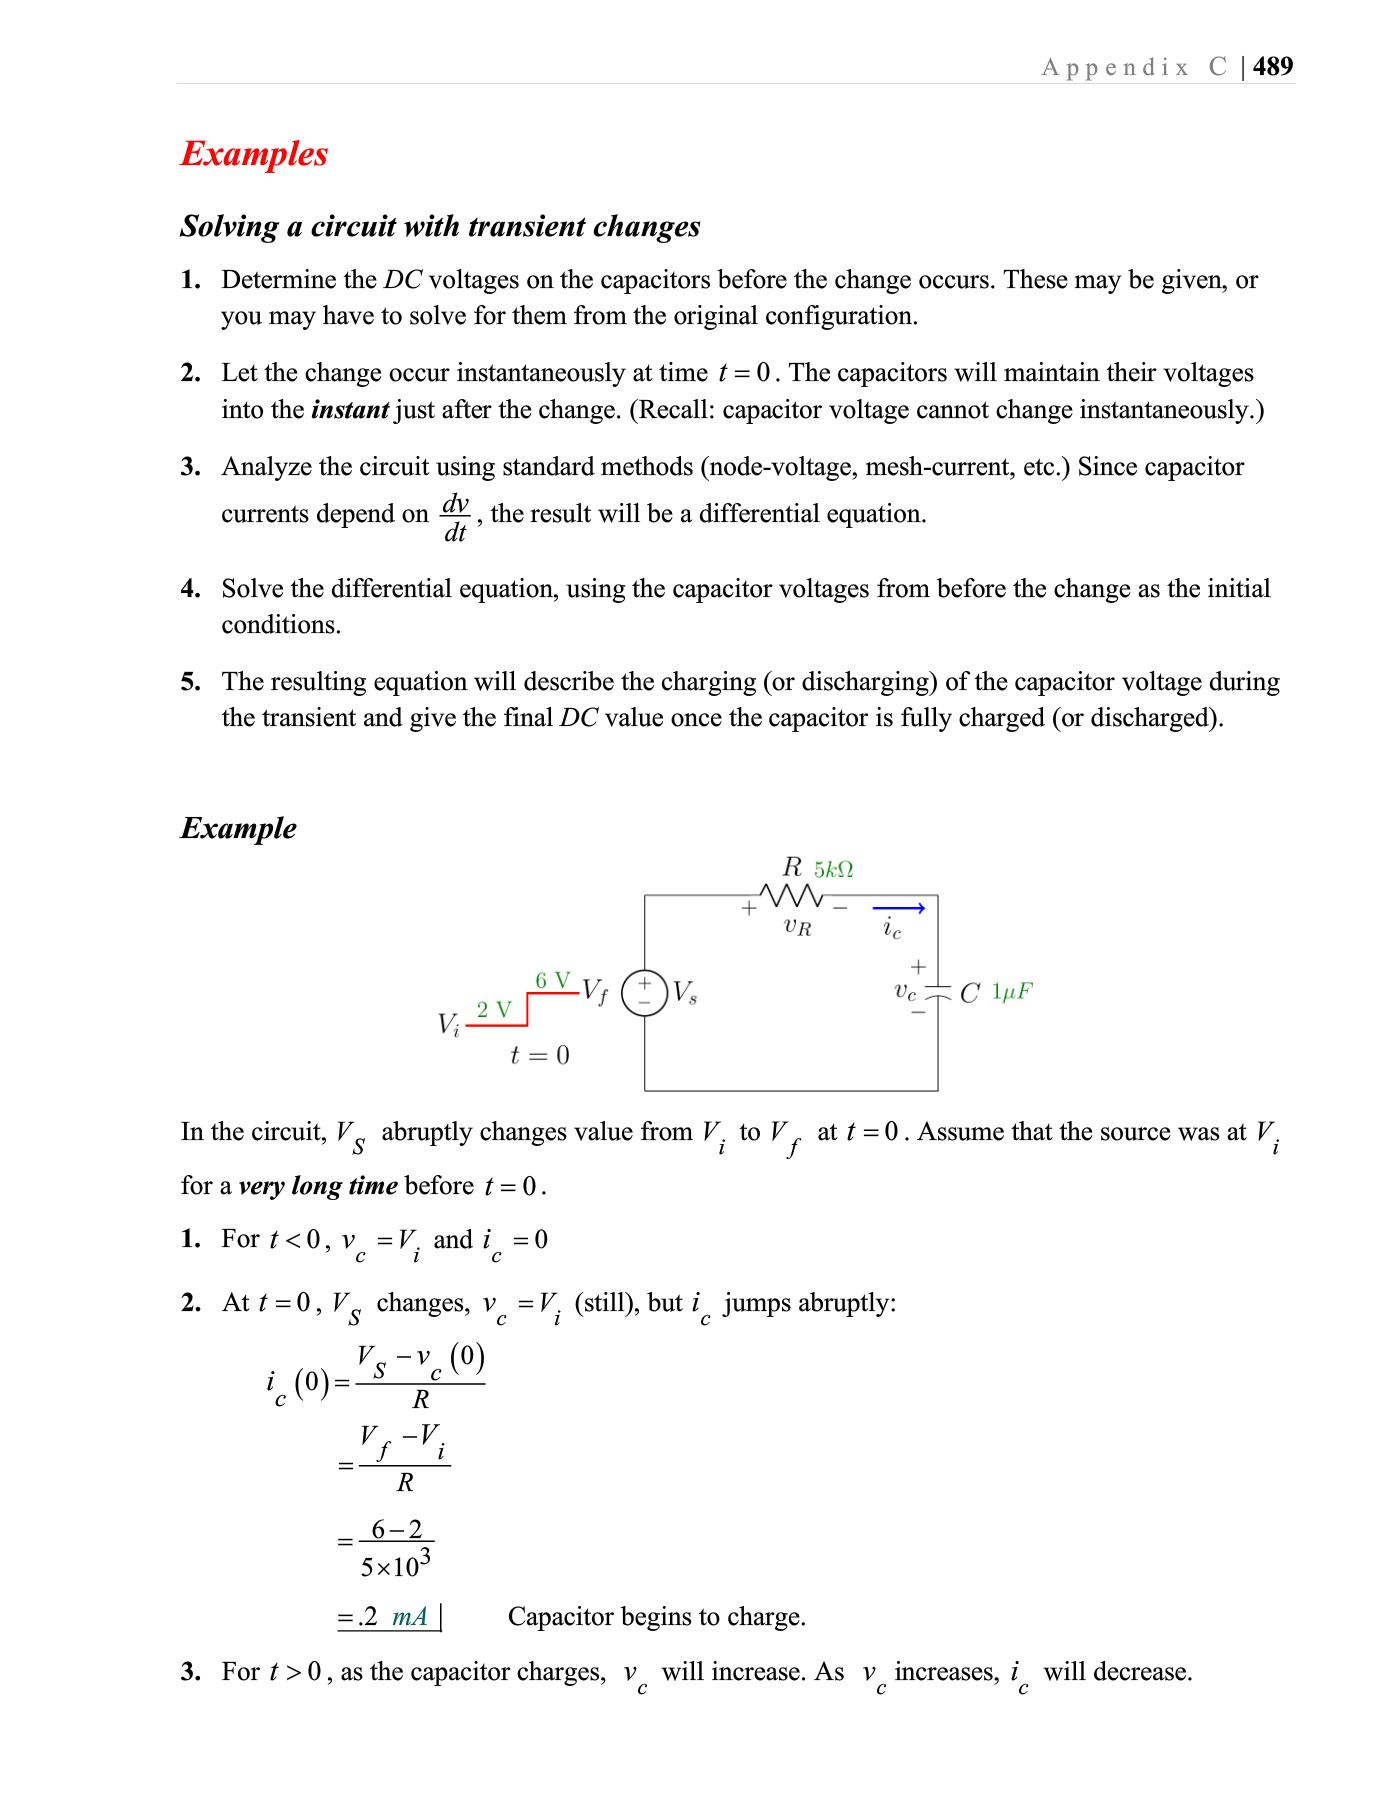 Appendix C | 489
Examples
Solving a circuit with transient changes
1. Determine the DC voltages on the capacitors before the change occurs. These may be given, or
you may have to solve for them from the original configuration.
2. Let the change occur instantaneously at time t = 0. The capacitors will maintain their voltages
into the instant just after the change. (Recall: capacitor voltage cannot change instantaneously.)
3. Analyze the circuit using standard methods (node-voltage, mesh-current, etc.) Since capacitor
currents depend on dv/dt, the result will be a differential equation.
4. Solve the differential equation, using the capacitor voltages from before the change as the initial
conditions.
5. The resulting equation will describe the charging (or discharging) of the capacitor voltage during
the transient and give the final DC value once the capacitor is fully charged (or discharged).
Example
R 5kΩ
+ v_R −
i_c
V_i 2 V
6 V V_f
t = 0
+ −
V_s
+ v_c −
C 1μF
In the circuit, V_S abruptly changes value from V_i to V_f at t = 0. Assume that the source was at V_i
for a very long time before t = 0.
1. For t < 0, v_c = V_i and i_c = 0
2. At t = 0, V_S changes, v_c = V_i (still), but i_c jumps abruptly:
i_c (0) = (V_S − v_c (0)) / R
= (V_f − V_i) / R
= (6 − 2) / (5×10^3)
= .2 mA | Capacitor begins to charge.
3. For t > 0, as the capacitor charges, v_c will increase. As v_c increases, i_c will decrease.